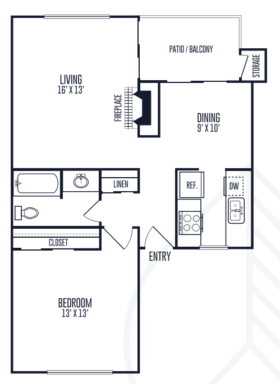 PATIO / BALCONY
STORAGE
LIVING
16' X 13'
FIREPLACE
DINING
9' X 10'
LINEN
REF.
DW
CLOSET
ENTRY
BEDROOM
13' X 13'